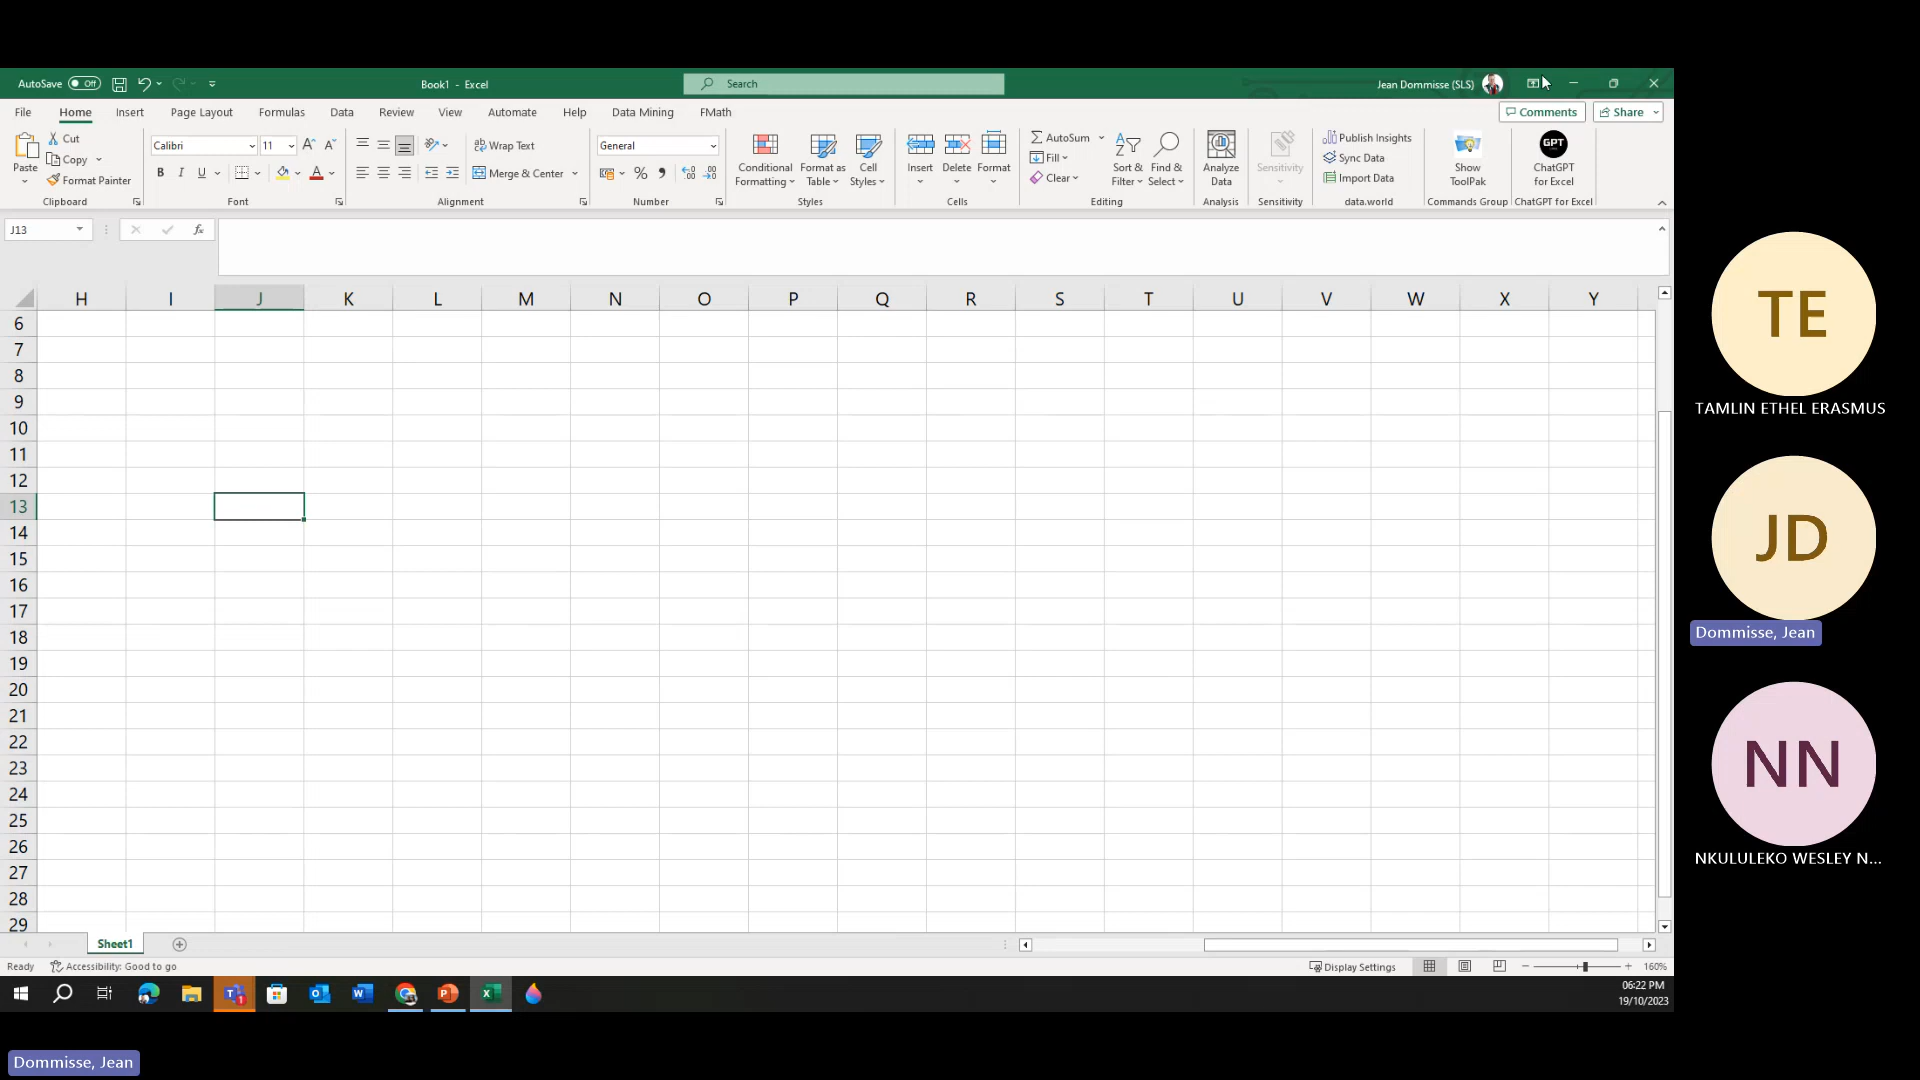 AutoSave Off
Book1 - Excel
Search
Jean Dommisse (SLS)
File Home Insert Page Layout Formulas Data Review View Automate Help Data Mining FMath
Comments Share
Paste
Cut
Copy
Format Painter
Clipboard
Calibri 11
B I U
Font
Wrap Text
Merge & Center
Alignment
General
Number
Conditional Formatting
Format as Table
Cell Styles
Styles
Insert Delete Format
Cells
AutoSum
Fill
Clear
Sort & Filter
Find & Select
Editing
Analyze Data
Analysis
Sensitivity
Sensitivity
Publish Insights
Sync Data
Import Data
data.world
Show ToolPak
Commands Group
GPT
ChatGPT for Excel
ChatGPT for Excel
J13
fx
H I J K L M N O P Q R S T U V W X Y
6
7
8
9
10
11
12
13
14
15
16
17
18
19
20
21
22
23
24
25
26
27
28
29
Sheet1
Ready Accessibility: Good to go
Display Settings
160%
06:22 PM
19/10/2023
TE
TAMLIN ETHEL ERASMUS
JD
Dommisse, Jean
NN
NKULULEKO WESLEY N...
Dommisse, Jean